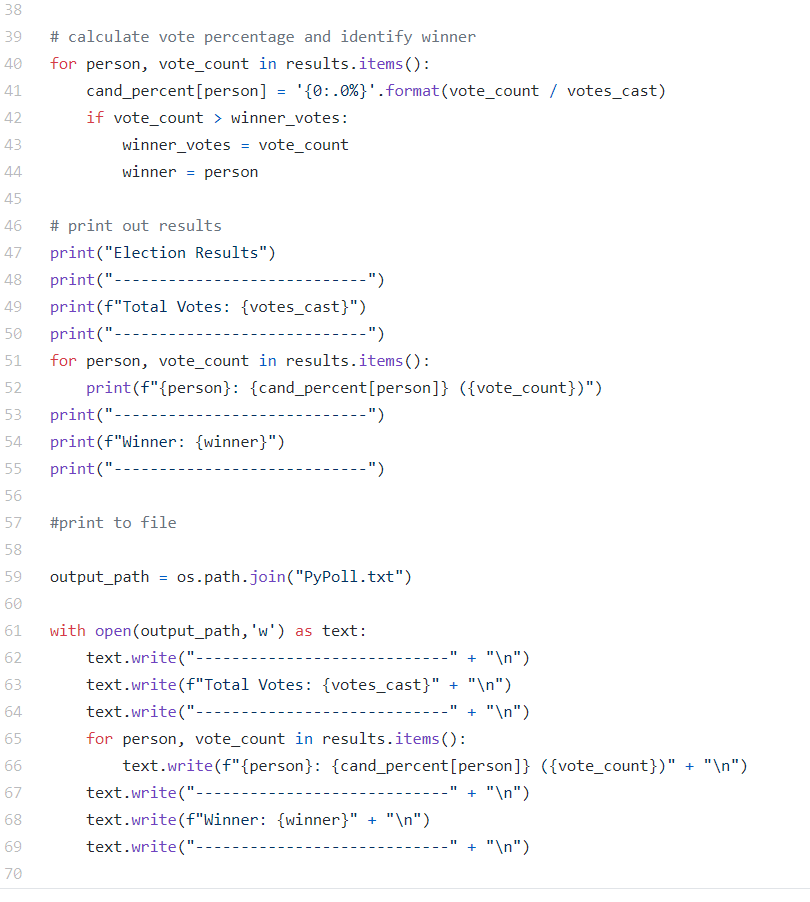 38
39 # calculate vote percentage and identify winner
40 for person, vote_count in results.items():
41     cand_percent[person] = '{0:.0%}'.format(vote_count / votes_cast)
42     if vote_count > winner_votes:
43         winner_votes = vote_count
44         winner = person
45
46 # print out results
47 print("Election Results")
48 print("----------------------------")
49 print(f"Total Votes: {votes_cast}")
50 print("----------------------------")
51 for person, vote_count in results.items():
52     print(f"{person}: {cand_percent[person]} ({vote_count})")
53 print("----------------------------")
54 print(f"Winner: {winner}")
55 print("----------------------------")
56
57 #print to file
58
59 output_path = os.path.join("PyPoll.txt")
60
61 with open(output_path,'w') as text:
62     text.write("----------------------------" + "\n")
63     text.write(f"Total Votes: {votes_cast}" + "\n")
64     text.write("----------------------------" + "\n")
65     for person, vote_count in results.items():
66         text.write(f"{person}: {cand_percent[person]} ({vote_count})" + "\n")
67     text.write("----------------------------" + "\n")
68     text.write(f"Winner: {winner}" + "\n")
69     text.write("----------------------------" + "\n")
70